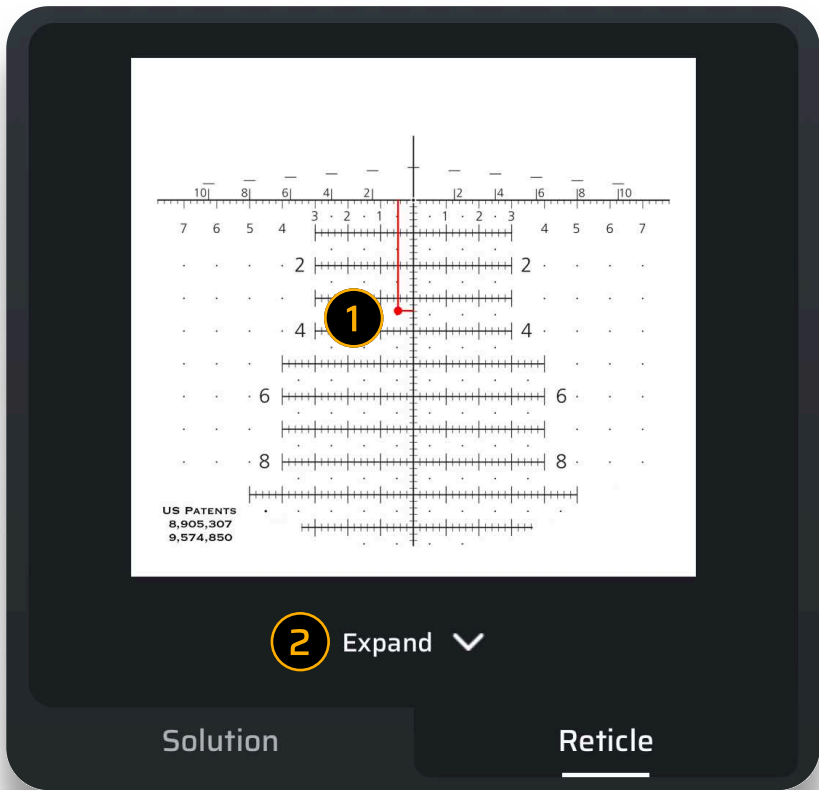 10 8 6 4 2 2 4 6 8 10
3 2 1 1 2 3
7 6 5 4 4 5 6 7
2 2
1
4 4
6 6
8 8
US PATENTS
8,905,307
9,574,850
2 Expand
Solution Reticle